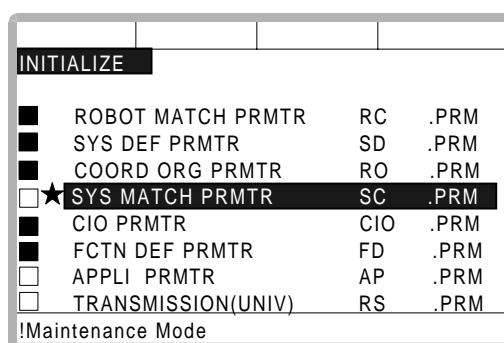 INITIALIZE
ROBOT MATCH PRMTR RC .PRM
SYS DEF PRMTR SD .PRM
COORD ORG PRMTR RO .PRM
SYS MATCH PRMTR SC .PRM
CIO PRMTR CIO .PRM
FCTN DEF PRMTR FD .PRM
APPLI PRMTR AP .PRM
TRANSMISSION(UNIV) RS .PRM
!Maintenance Mode